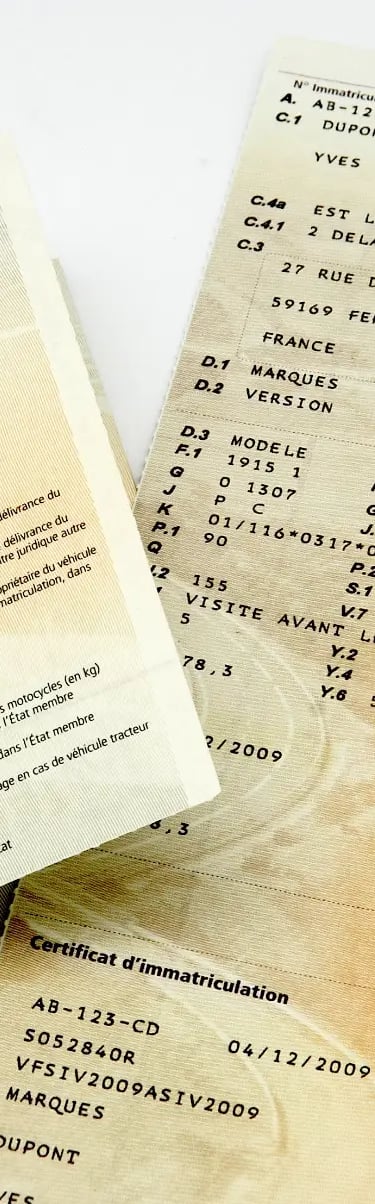 délivrance du
délivrance du
tre juridique autre
priétaire du véhicule
matriculation, dans
s motocycles (en kg)
l'État membre
dans l'État membre
age en cas de véhicule tracteur
N° Immatricu
A. AB-12
C.1 DUPO
YVES
C.4a EST L
C.4.1 2 DELA
C.3
27 RUE D
59169 FE
FRANCE
D.1 MARQUES
D.2 VERSION
D.3 MODELE
F.1 1915 1
G 0 1307
J P C
K 01/116*0317*0
P.1 90
Q
.2 155
VISITE AVANT L
5
78,3
2/2009
3,3
P.2
S.1
V.7
Y.2
Y.4
Y.6
Certificat d'immatriculation
AB-123-CD 04/12/2009
S052840R
VFSIV2009ASIV2009
MARQUES
DUPONT